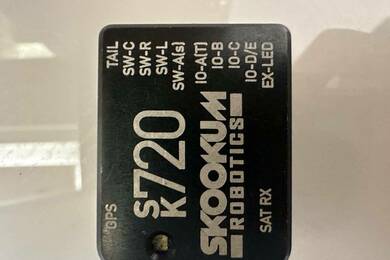 TAIL
SW-C
SW-R
SW-L
SW-A(s)
IO-A(T)
IO-B
IO-C
IO-D/E
EX-LED
SK720
SKOOKUM
ROBOTICS
GPS
SAT RX